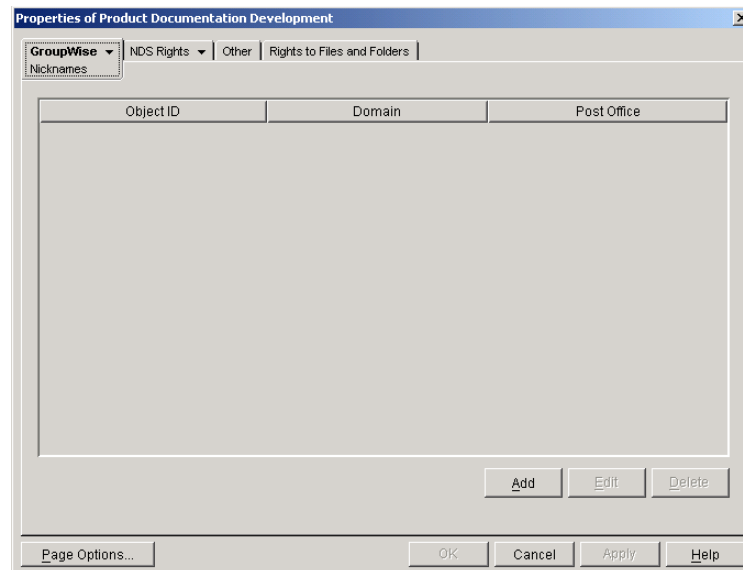 Properties of Product Documentation Development
GroupWise NDS Rights Other Rights to Files and Folders
Nicknames
Object ID Domain Post Office
Add Edit Delete
Page Options... OK Cancel Apply Help